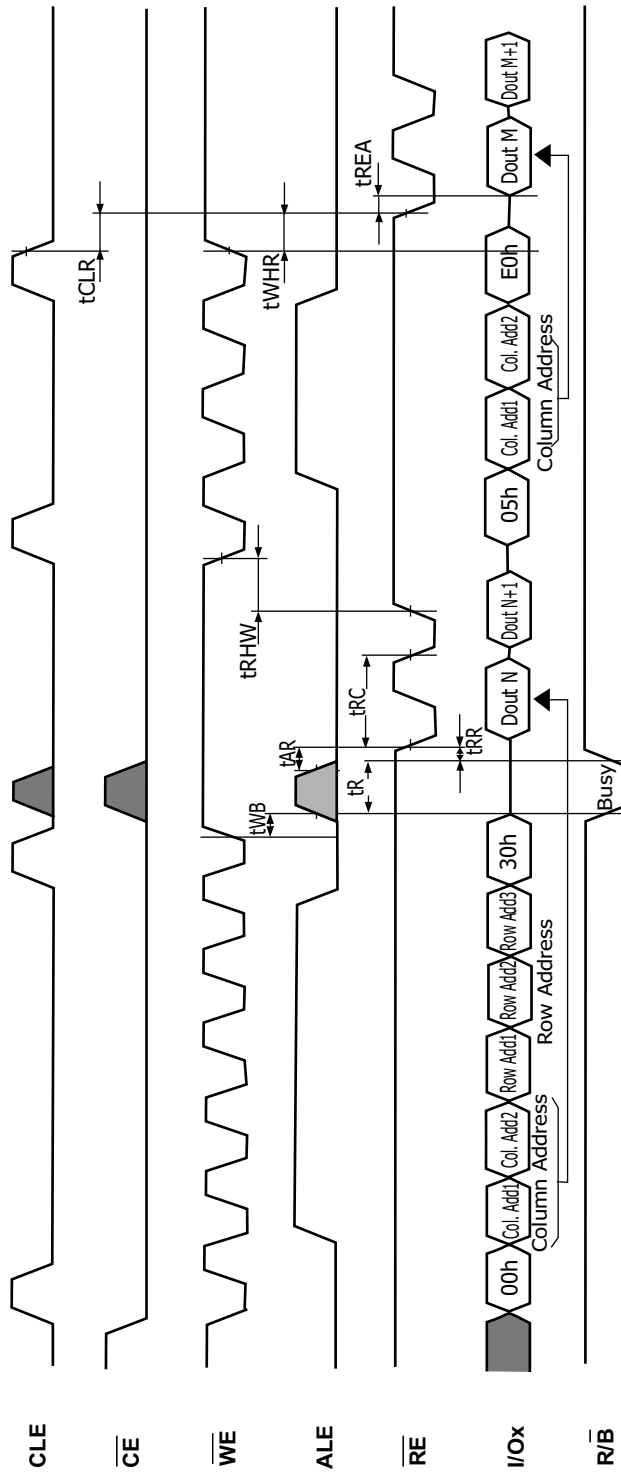 CLE
CE
WE
ALE
RE
I/Ox
R/B
tCLR
tWHR
tREA
tRHW
tWB
tAR
tRC
tR
tRR
00h
Col. Add1
Col. Add2
Row Add1
Row Add2
Row Add3
30h
Dout N
Dout N+1
05h
Col. Add1
Col. Add2
E0h
Dout M
Dout M+1
Column Address
Row Address
Column Address
Busy